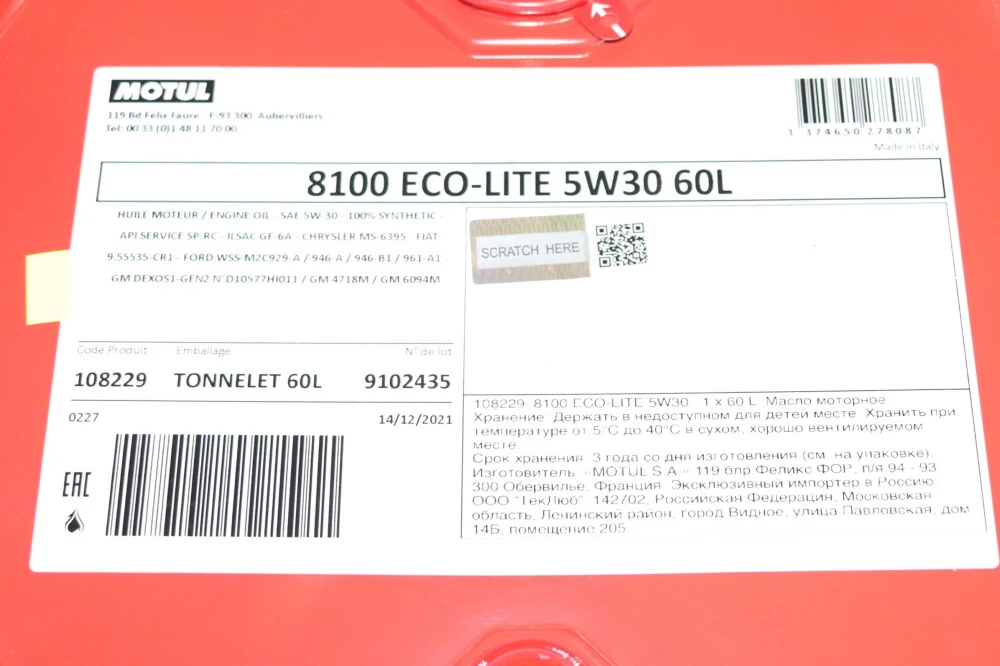 MOTUL
119 Bd Felix Faure - F-93 300 Aubervilliers
Tel: 00 33 (0)1 48 11 70 00
3 374650 278087
Made in Italy
8100 ECO-LITE 5W30 60L
HUILE MOTEUR / ENGINE OIL - SAE 5W-30 - 100% SYNTHETIC -
API SERVICE SP-RC - ILSAC GF-6A - CHRYSLER MS-6395 - FIAT
9.55535-CR1 - FORD WSS-M2C929-A / 946-A / 946-B1 / 961-A1 -
GM DEXOS1-GEN2 N°D10577HI011 / GM 4718M / GM 6094M
SCRATCH HERE
Code Produit Emballage N° de lot
108229 TONNELET 60L 9102435
0227 14/12/2021
EAC
108229 8100 ECO-LITE 5W30 1 x 60 L. Масло моторное
Хранение: Держать в недоступном для детей месте. Хранить при
температуре от 5°C до 40°C в сухом, хорошо вентилируемом
месте
Срок хранения: 3 года со дня изготовления (см. на упаковке).
Изготовитель: «MOTUL S.A.» 119 блр Феликс ФОР, п/я 94 - 93
300 Обервилье, Франция. Эксклюзивный импортер в Россию:
ООО "ТекЛюб" 142702, Российская Федерация, Московская
область, Ленинский район, город Видное, улица Павловская, дом
14Б, помещение 205